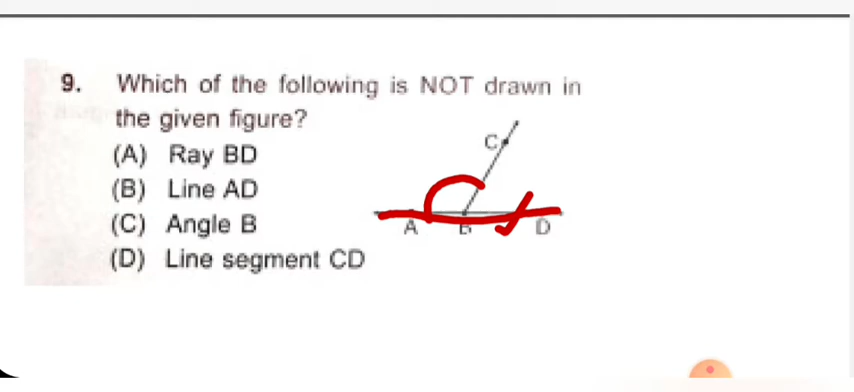 9. Which of the following is NOT drawn in
the given figure?
(A) Ray BD
(B) Line AD
(C) Angle B
(D) Line segment CD
C
A B D